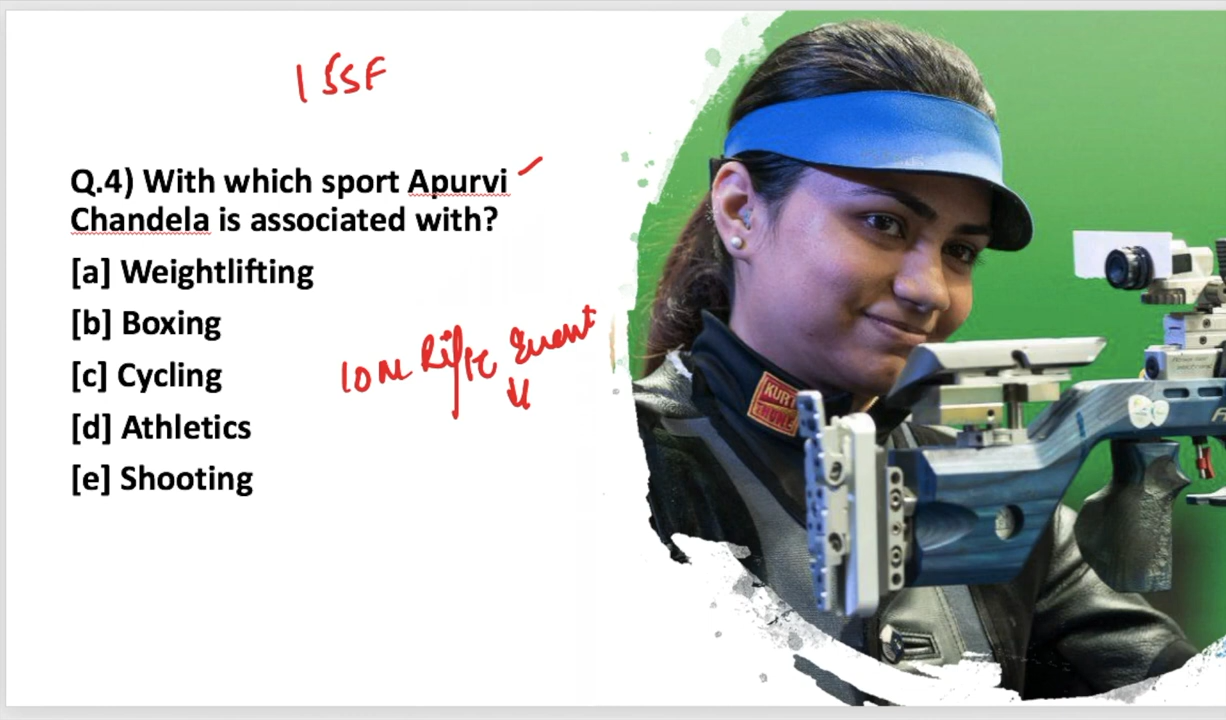 ISSF
Q.4) With which sport Apurvi
Chandela is associated with?
[a] Weightlifting
[b] Boxing
[c] Cycling
10m Rifle Event
[d] Athletics
[e] Shooting
KURT
THUNE